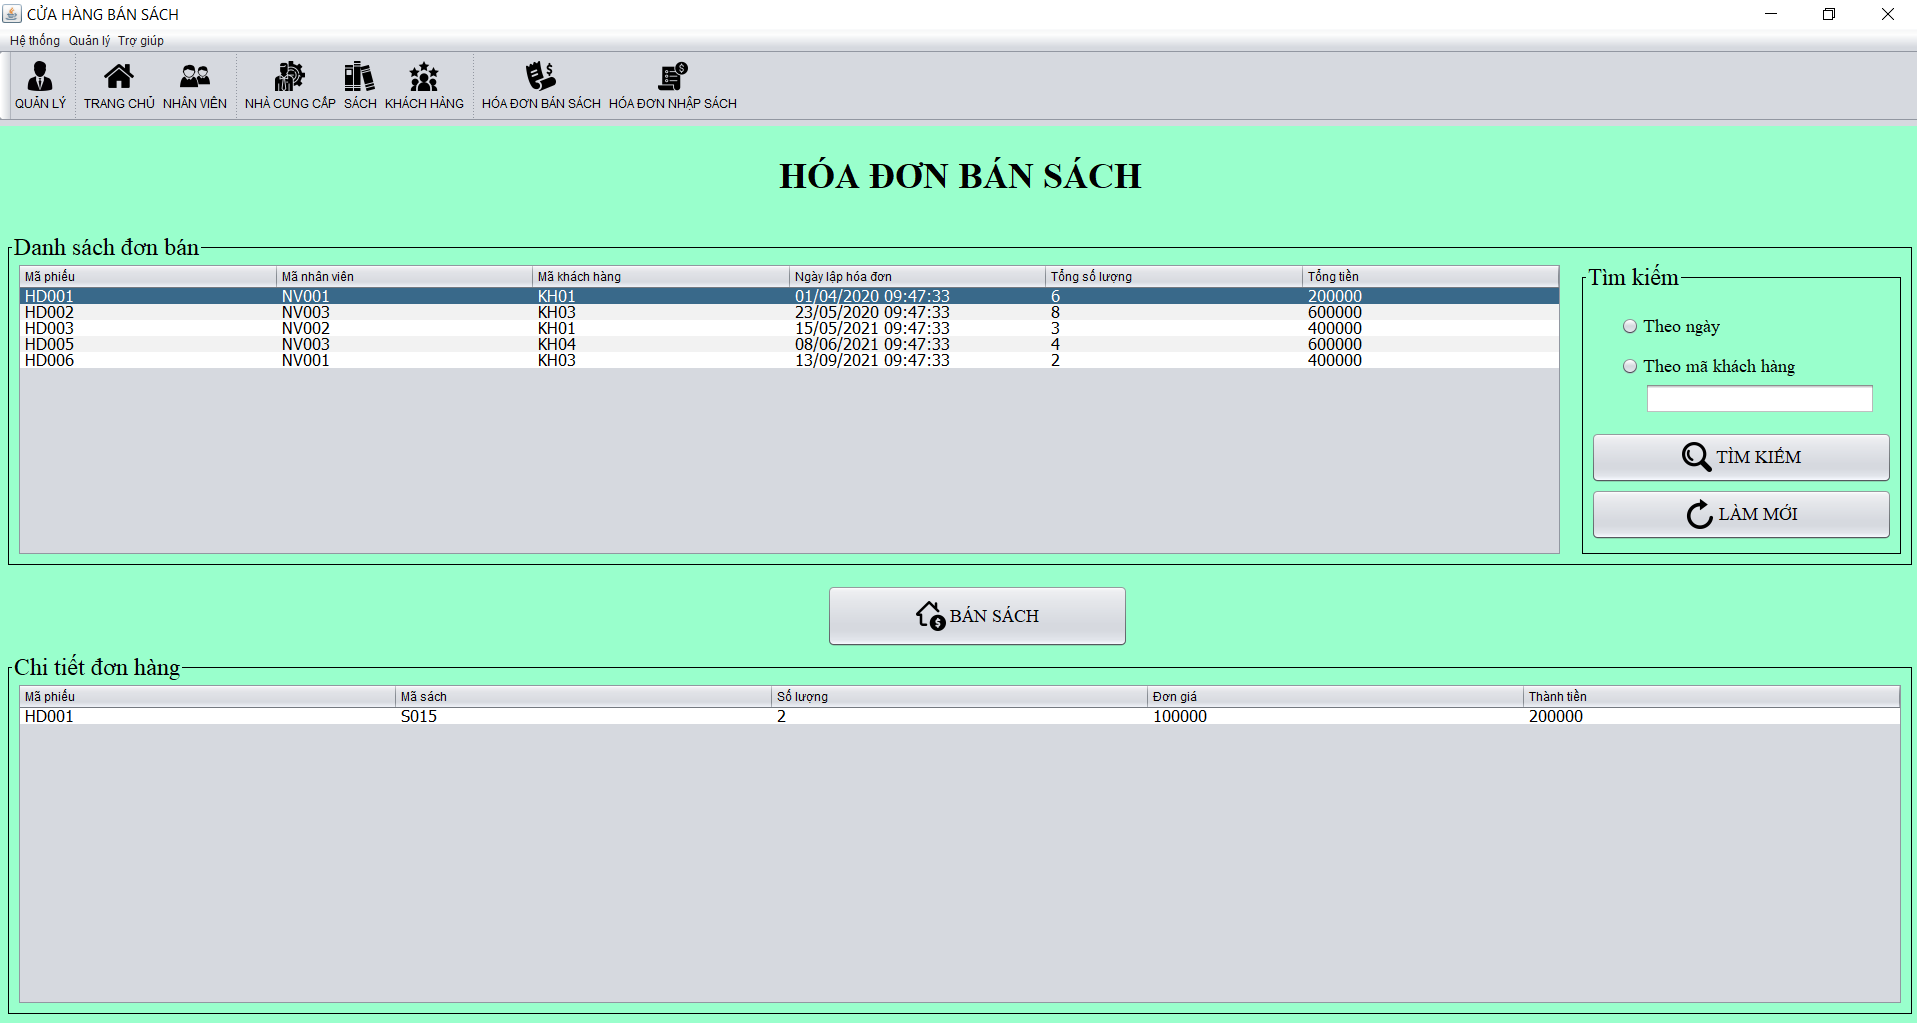 CỬA HÀNG BÁN SÁCH
Hệ thống Quản lý Trợ giúp
QUẢN LÝ TRANG CHỦ NHÂN VIÊN NHÀ CUNG CẤP SÁCH KHÁCH HÀNG HÓA ĐƠN BÁN SÁCH HÓA ĐƠN NHẬP SÁCH
HÓA ĐƠN BÁN SÁCH
Danh sách đơn bán
Mã phiếu Mã nhân viên Mã khách hàng Ngày lập hóa đơn Tổng số lượng Tổng tiền
HD001 NV001 KH01 01/04/2020 09:47:33 6 200000
HD002 NV003 KH03 23/05/2020 09:47:33 8 600000
HD003 NV002 KH01 15/05/2021 09:47:33 3 400000
HD005 NV003 KH04 08/06/2021 09:47:33 4 600000
HD006 NV001 KH03 13/09/2021 09:47:33 2 400000
Tìm kiếm
Theo ngày
Theo mã khách hàng
TÌM KIẾM
LÀM MỚI
BÁN SÁCH
Chi tiết đơn hàng
Mã phiếu Mã sách Số lượng Đơn giá Thành tiền
HD001 S015 2 100000 200000